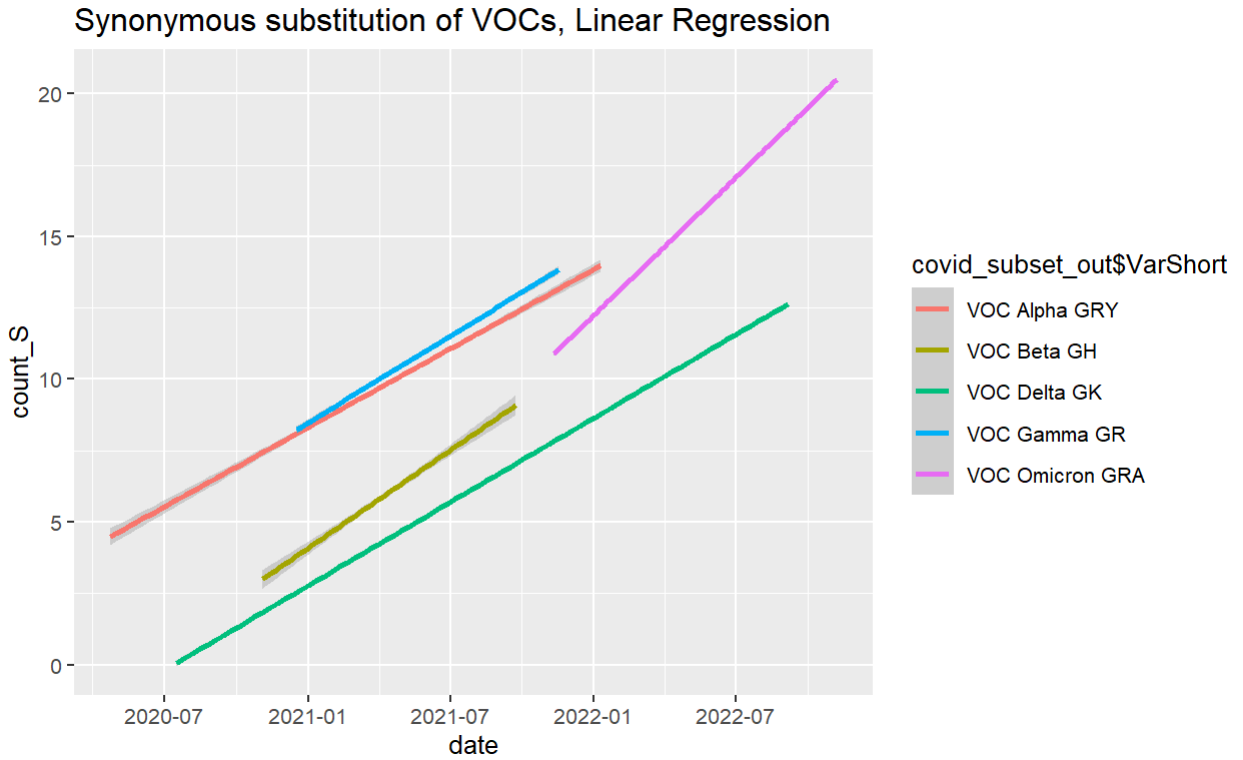 Synonymous substitution of VOCs, Linear Regression
count_S
20
15
10
5
0
2020-07
2021-01
2021-07
2022-01
2022-07
date
covid_subset_out$VarShort
VOC Alpha GRY
VOC Beta GH
VOC Delta GK
VOC Gamma GR
VOC Omicron GRA